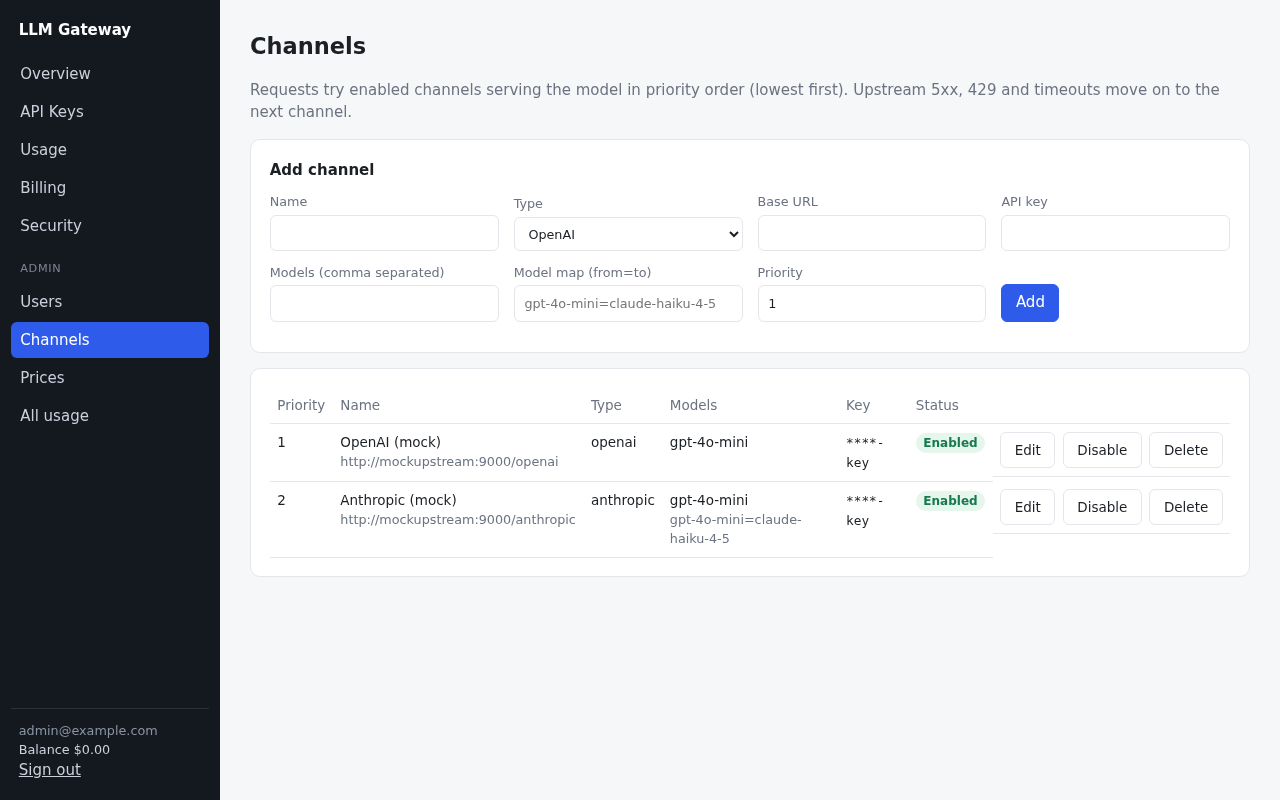 LLM Gateway
Overview
API Keys
Usage
Billing
Security
ADMIN
Users
Channels
Prices
All usage
admin@example.com
Balance $0.00
Sign out
Channels
Requests try enabled channels serving the model in priority order (lowest first). Upstream 5xx, 429 and timeouts move on to the
next channel.
Add channel
Name
Type
Base URL
API key
OpenAI
Models (comma separated)
Model map (from=to)
Priority
gpt-4o-mini=claude-haiku-4-5
1
Add
Priority Name Type Models Key Status
1 OpenAI (mock) openai gpt-4o-mini ****- Enabled Edit Disable Delete
http://mockupstream:9000/openai key
2 Anthropic (mock) anthropic gpt-4o-mini ****- Enabled Edit Disable Delete
http://mockupstream:9000/anthropic gpt-4o-mini=claude- key
haiku-4-5